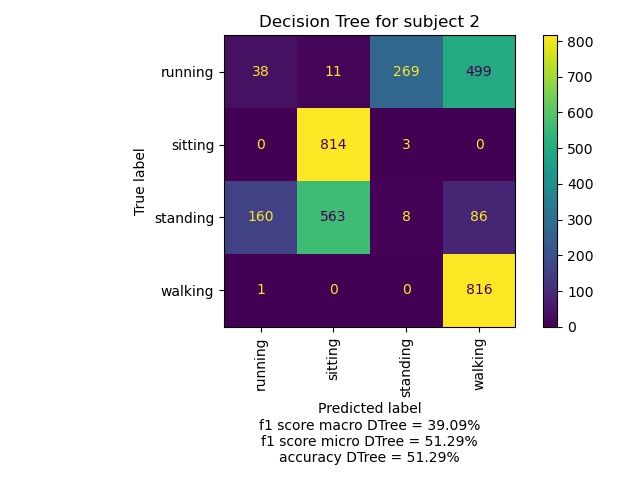 Decision Tree for subject 2
running 38 11 269 499
sitting 0 814 3 0
standing 160 563 8 86
walking 1 0 0 816
True label
running sitting standing walking
Predicted label
f1 score macro DTree = 39.09%
f1 score micro DTree = 51.29%
accuracy DTree = 51.29%
800
700
600
500
400
300
200
100
0